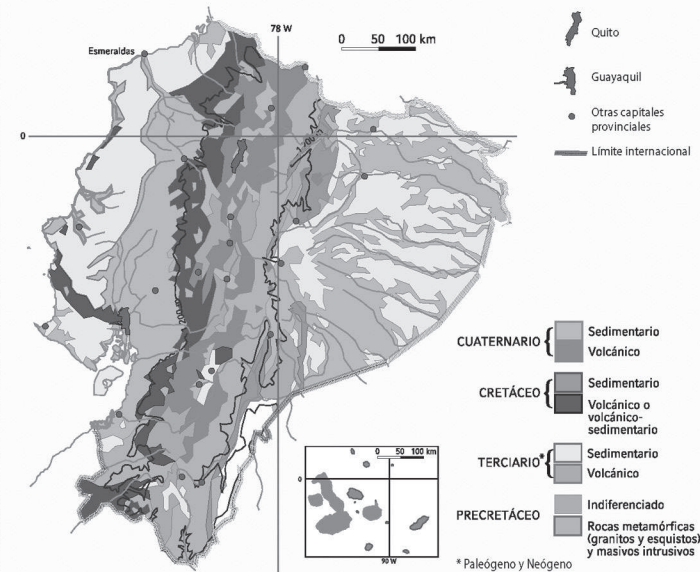 78 W
0 50 100 km
Esmeraldas
0
Quito
Guayaquil
Otras capitales
provinciales
Límite internacional
CUATERNARIO
Sedimentario
Volcánico
CRETÁCEO
Sedimentario
Volcánico o
volcánico-
sedimentario
TERCIARIO*
Sedimentario
Volcánico
PRECRETÁCEO
Indiferenciado
Rocas metamórficas
(granitos y esquistos)
y masivos intrusivos
* Paleógeno y Neógeno
0 50 100 km
0
90 W